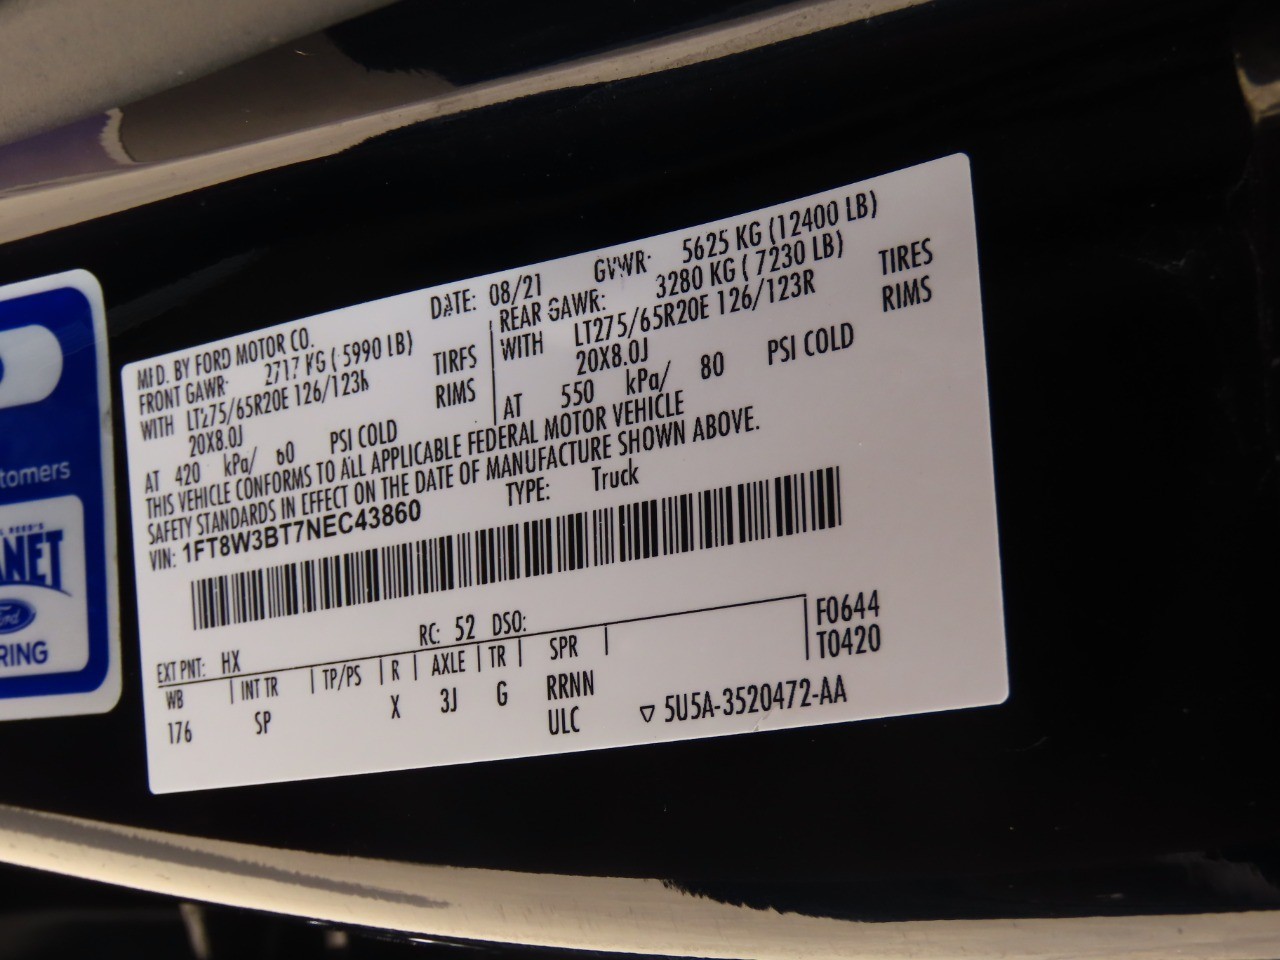 MFD. BY FORD MOTOR CO.
DATE: 08/21
GVWR: 5625 KG (12400 LB)
FRONT GAWR: 2717 KG (5990 LB)
WITH LT275/65R20E 126/123R TIRES
20X8.0J RIMS
AT 420 kPa/ 60 PSI COLD
REAR GAWR: 3280 KG (7230 LB)
WITH LT275/65R20E 126/123R TIRES
20X8.0J RIMS
AT 550 kPa/ 80 PSI COLD
THIS VEHICLE CONFORMS TO ALL APPLICABLE FEDERAL MOTOR VEHICLE
SAFETY STANDARDS IN EFFECT ON THE DATE OF MANUFACTURE SHOWN ABOVE.
VIN: 1FT8W3BT7NEC43860
TYPE: Truck
F0644
T0420
EXT PNT: HX RC: 52 DSO:
WB INT TR TP/PS R AXLE TR SPR
176 SP X 3J G RRNN
ULC
5U5A-3520472-AA
tomers
Ford